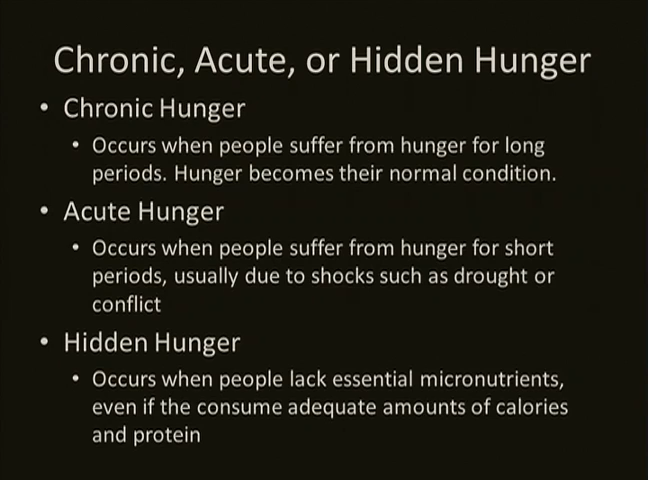 Chronic, Acute, or Hidden Hunger
• Chronic Hunger
• Occurs when people suffer from hunger for long
periods. Hunger becomes their normal condition.
• Acute Hunger
• Occurs when people suffer from hunger for short
periods, usually due to shocks such as drought or
conflict
• Hidden Hunger
• Occurs when people lack essential micronutrients,
even if the consume adequate amounts of calories
and protein